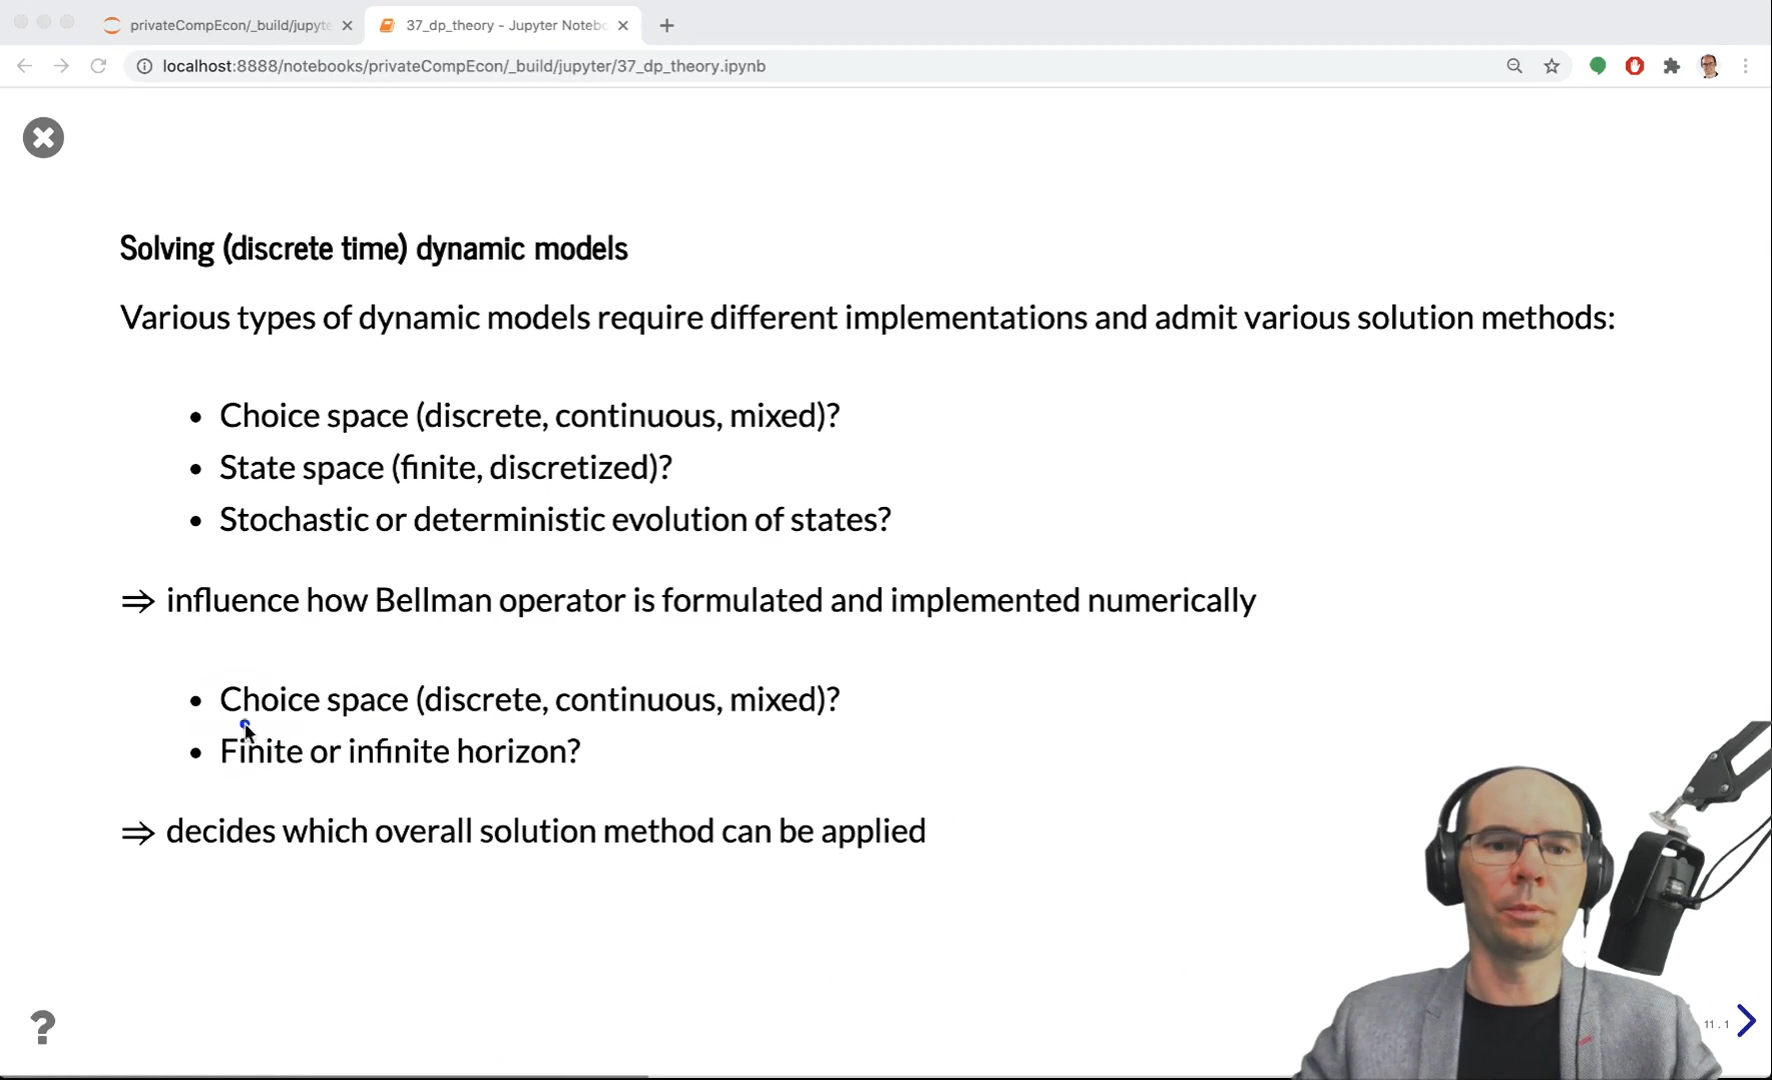 privateCompEcon/_build/jupyte
37_dp_theory - Jupyter Notebo
localhost:8888/notebooks/privateCompEcon/_build/jupyter/37_dp_theory.ipynb
Solving (discrete time) dynamic models
Various types of dynamic models require different implementations and admit various solution methods:
• Choice space (discrete, continuous, mixed)?
• State space (finite, discretized)?
• Stochastic or deterministic evolution of states?
⇒ influence how Bellman operator is formulated and implemented numerically
• Choice space (discrete, continuous, mixed)?
• Finite or infinite horizon?
⇒ decides which overall solution method can be applied
?
11.1